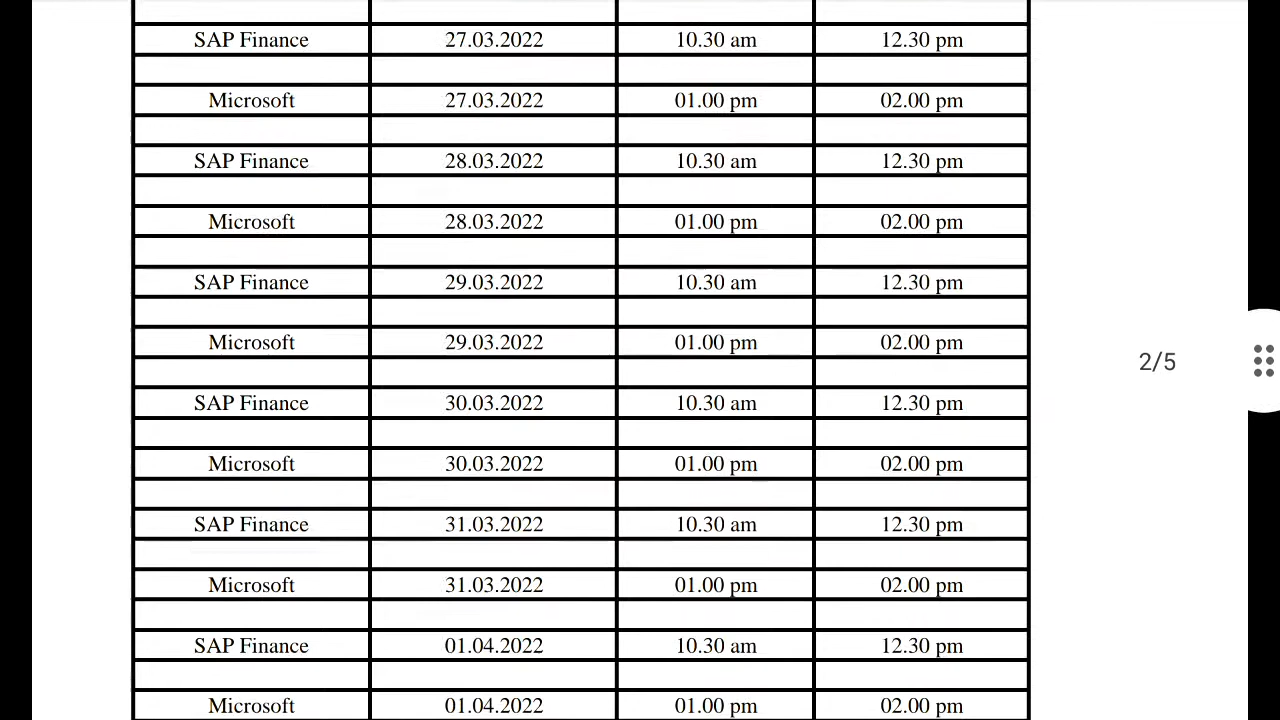 SAP Finance 27.03.2022 10.30 am 12.30 pm
Microsoft 27.03.2022 01.00 pm 02.00 pm
SAP Finance 28.03.2022 10.30 am 12.30 pm
Microsoft 28.03.2022 01.00 pm 02.00 pm
SAP Finance 29.03.2022 10.30 am 12.30 pm
Microsoft 29.03.2022 01.00 pm 02.00 pm
2/5
SAP Finance 30.03.2022 10.30 am 12.30 pm
Microsoft 30.03.2022 01.00 pm 02.00 pm
SAP Finance 31.03.2022 10.30 am 12.30 pm
Microsoft 31.03.2022 01.00 pm 02.00 pm
SAP Finance 01.04.2022 10.30 am 12.30 pm
Microsoft 01.04.2022 01.00 pm 02.00 pm